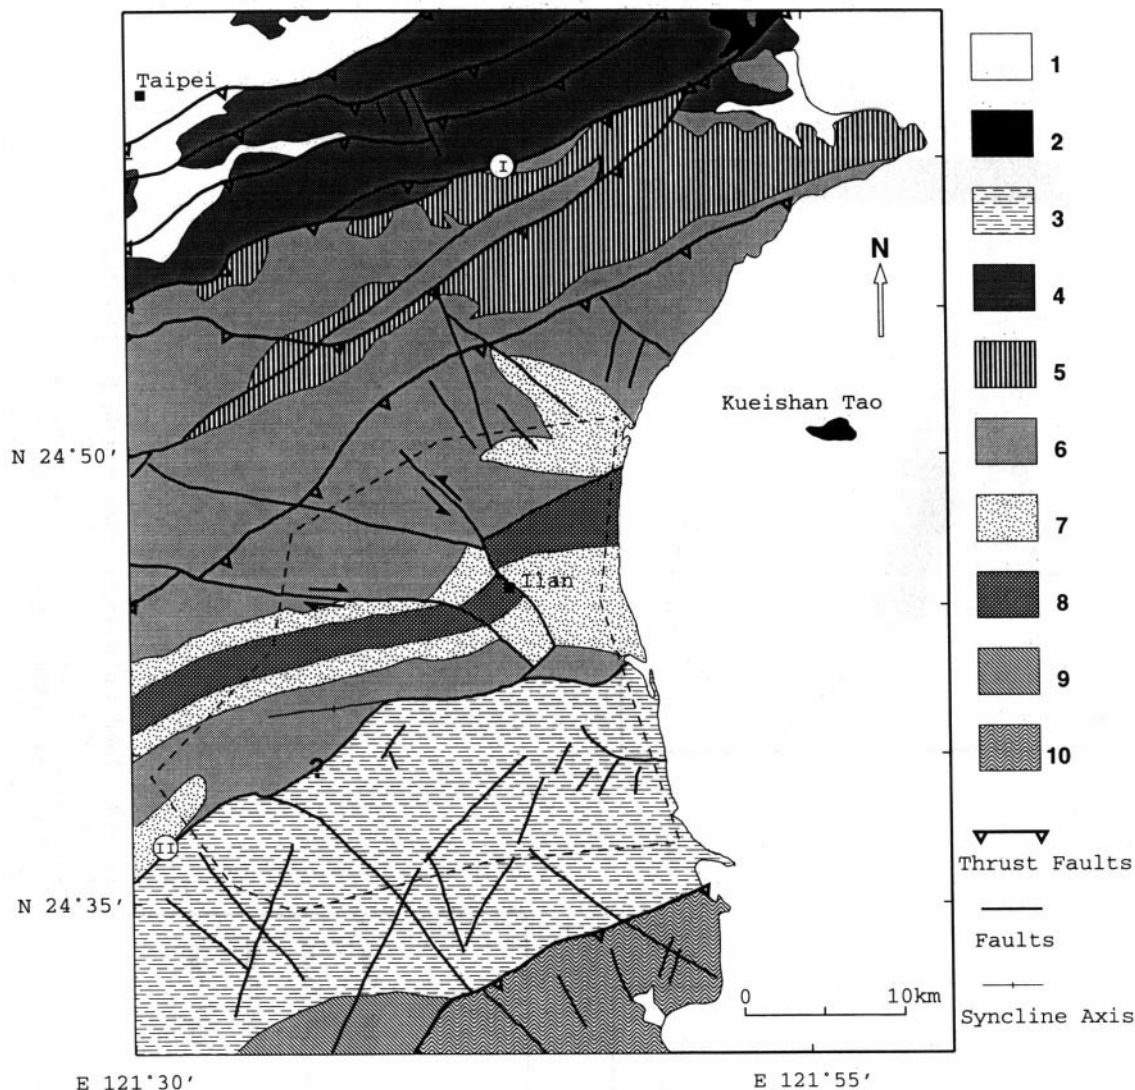 Taipei
I
N
Kueishan Tao
N 24°50′
Ilan
?
II
N 24°35′
0 10km
E 121°30′
E 121°55′
1
2
3
4
5
6
7
8
9
10
Thrust Faults
Faults
Syncline Axis